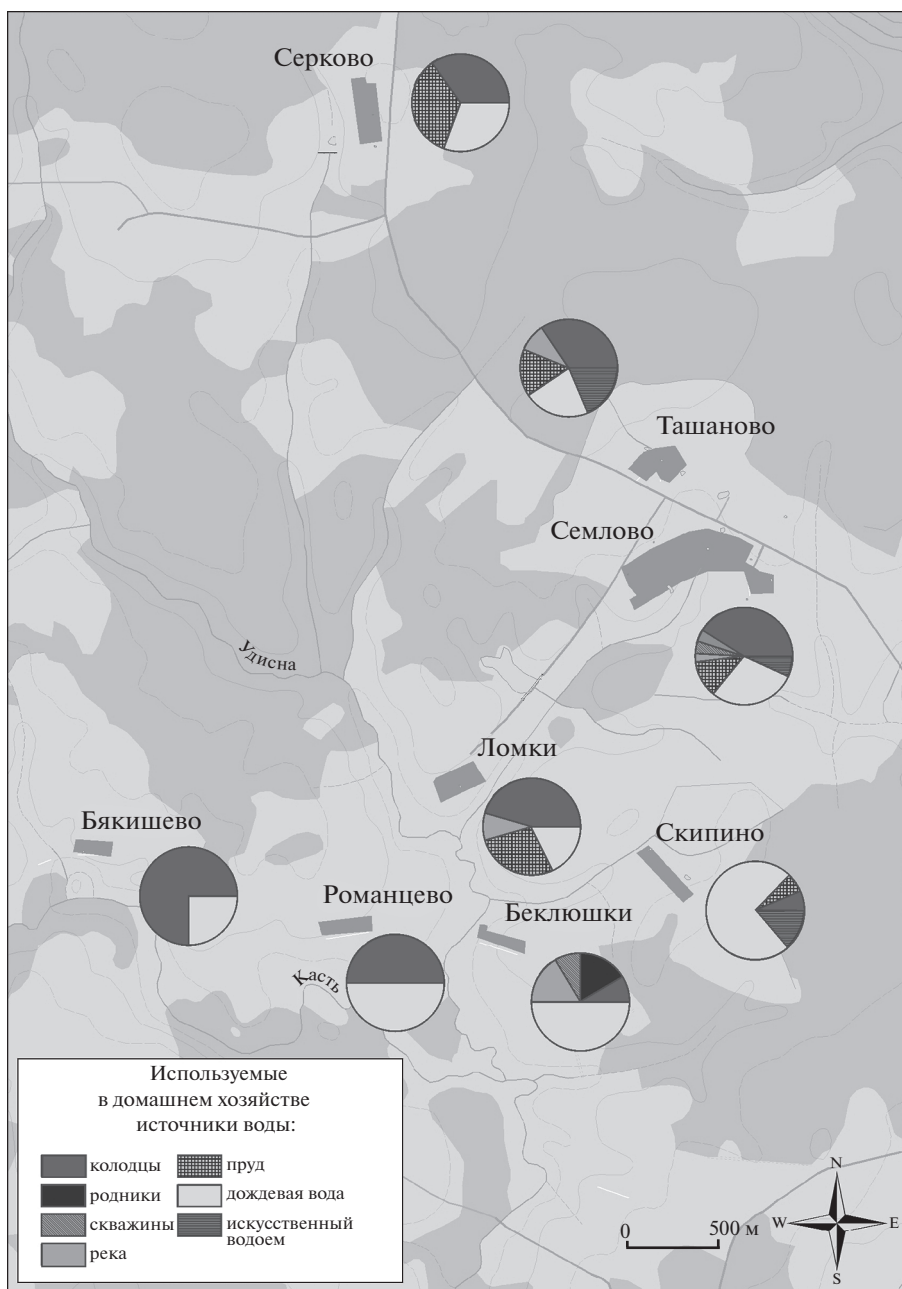 Серково
Ташаново
Семлово
Удисна
Ломки
Бякишево
Скипино
Романцево
Беклюшки
Касть
Используемые
в домашнем хозяйстве
источники воды:
колодцы
пруд
родники
дождевая вода
скважины
искусственный
водоем
река
N
W
E
S
0
500 м